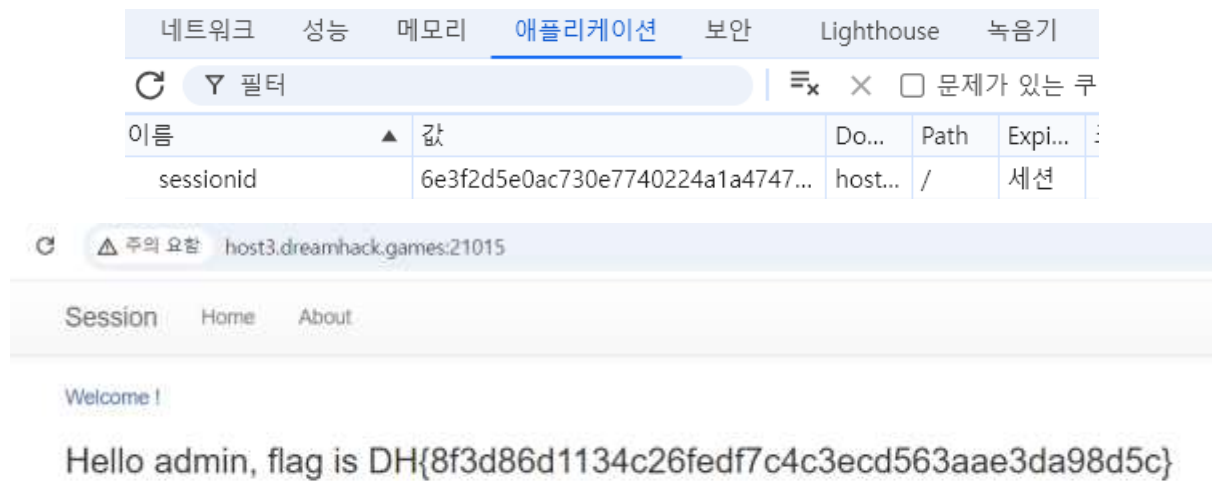 네트워크 성능 메모리 애플리케이션 보안 Lighthouse 녹음기
필터 문제가 있는 쿠
이름 값 Do... Path Expi...
sessionid 6e3f2d5e0ac730e7740224a1a4747... host... / 세션
주의 요함 host3.dreamhack.games:21015
Session Home About
Welcome !
Hello admin, flag is DH{8f3d86d1134c26fedf7c4c3ecd563aae3da98d5c}